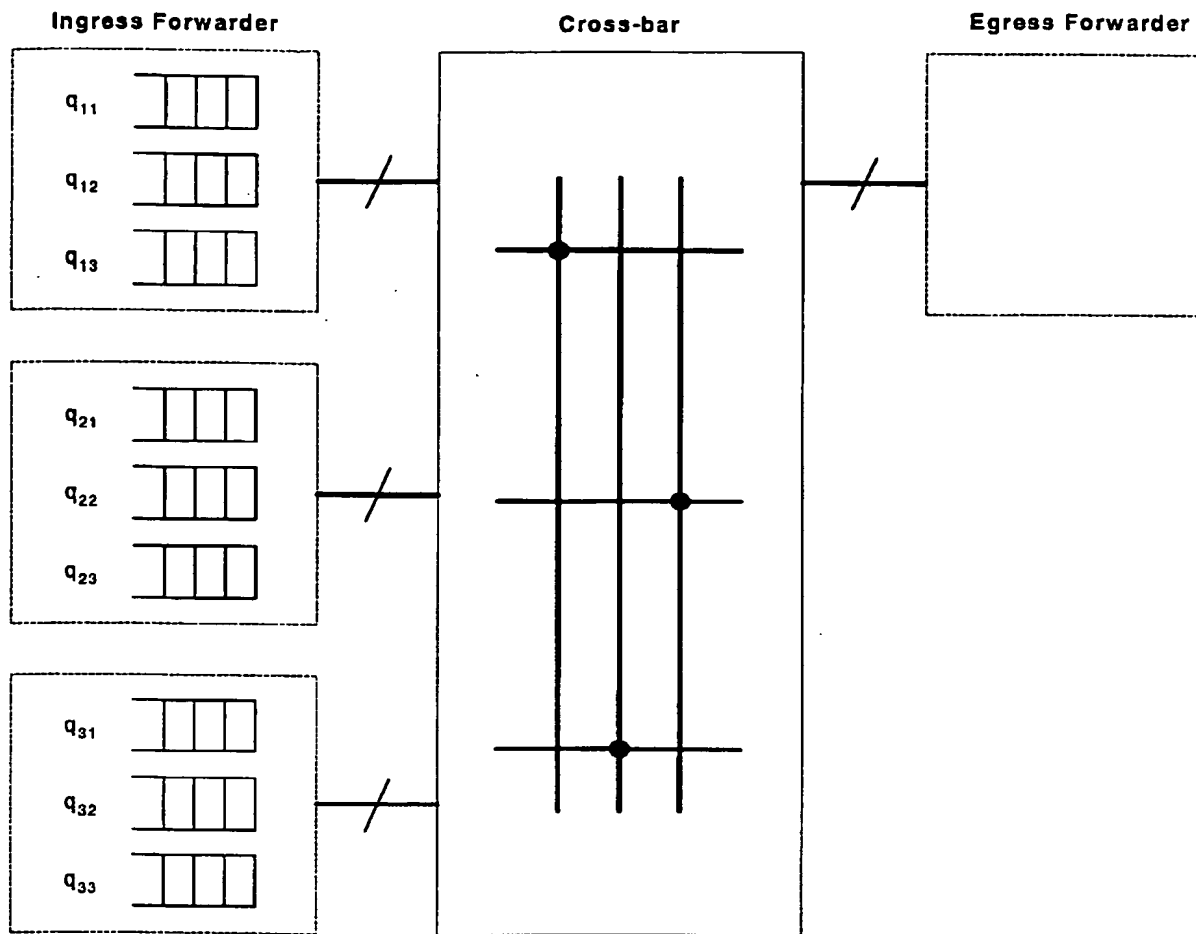 Ingress Forwarder
Cross-bar
Egress Forwarder
q11
q12
q13
q21
q22
q23
q31
q32
q33